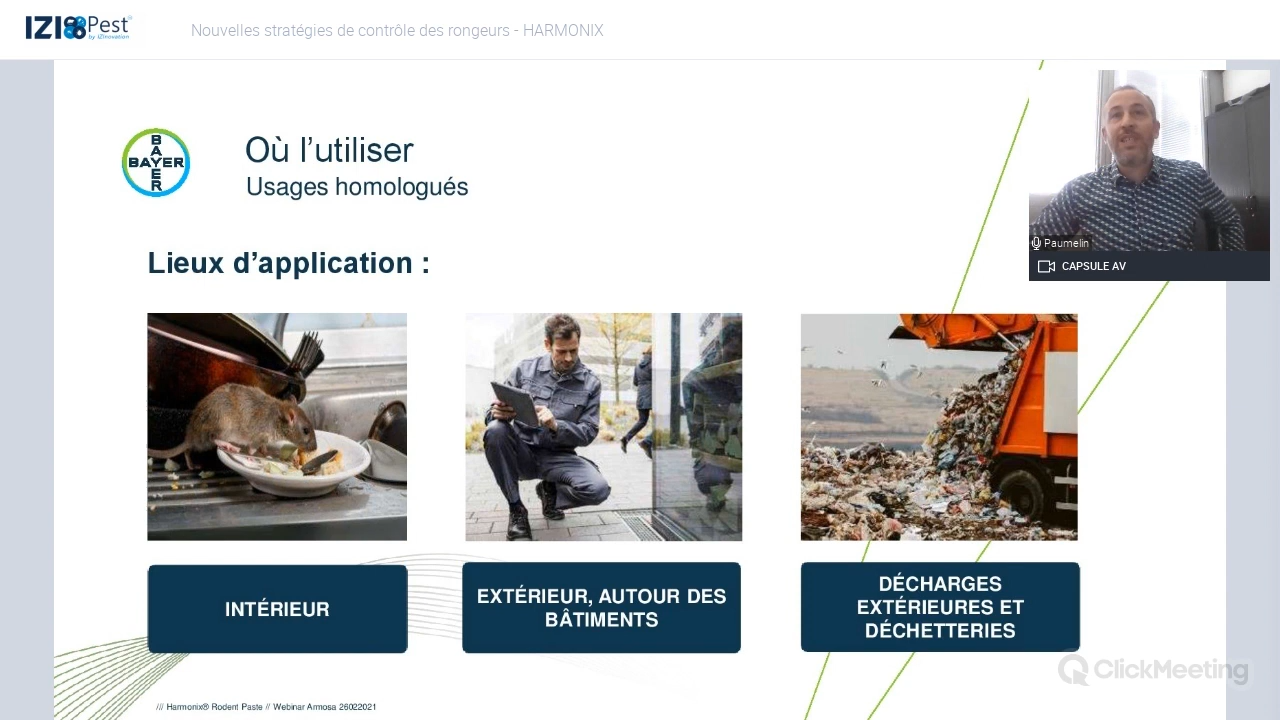 IZI Pest®
by IZInovation
Nouvelles stratégies de contrôle des rongeurs - HARMONIX
BAYER
BAYER
Où l'utiliser
Usages homologués
Paumelin
CAPSULE AV
Lieux d'application :
INTÉRIEUR
EXTÉRIEUR, AUTOUR DES
BÂTIMENTS
DÉCHARGES
EXTÉRIEURES ET
DÉCHETTERIES
ClickMeeting
/// Harmonix® Rodent Paste // Webinar Armosa 26022021